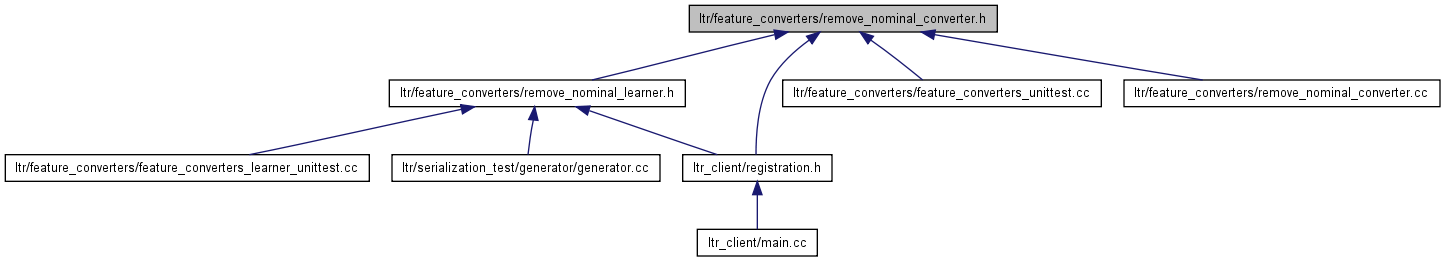 ltr/feature_converters/remove_nominal_converter.h
ltr/feature_converters/remove_nominal_learner.h
ltr/feature_converters/feature_converters_unittest.cc
ltr/feature_converters/remove_nominal_converter.cc
ltr/feature_converters/feature_converters_learner_unittest.cc
ltr/serialization_test/generator/generator.cc
ltr_client/registration.h
ltr_client/main.cc